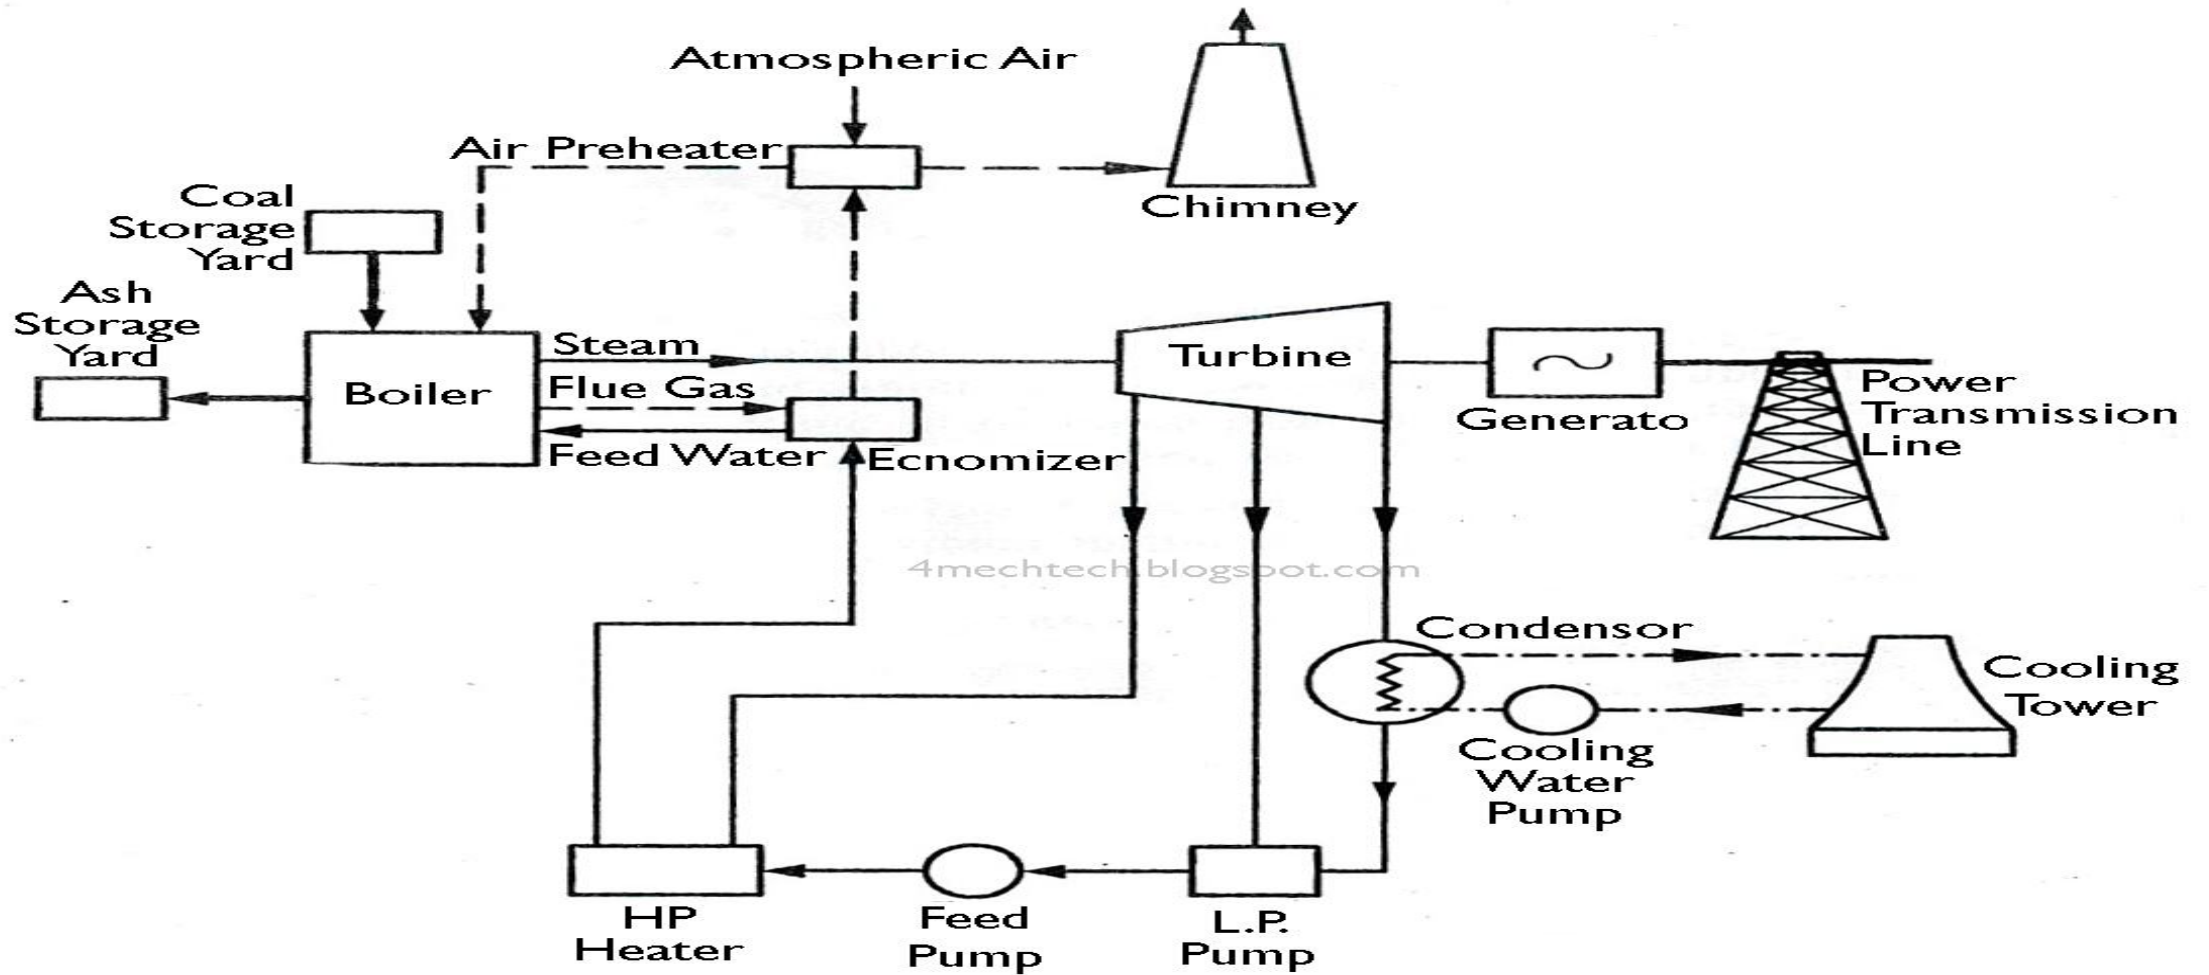 Atmospheric Air
Air Preheater
Chimney
Coal
Storage
Yard
Ash
Storage
Yard
Boiler
Steam
Flue Gas
Feed Water
Ecnomizer
Turbine
Generato
Power
Transmission
Line
4mechtech.blogspot.com
Condensor
Cooling
Tower
Cooling
Water
Pump
HP
Heater
Feed
Pump
L.P.
Pump